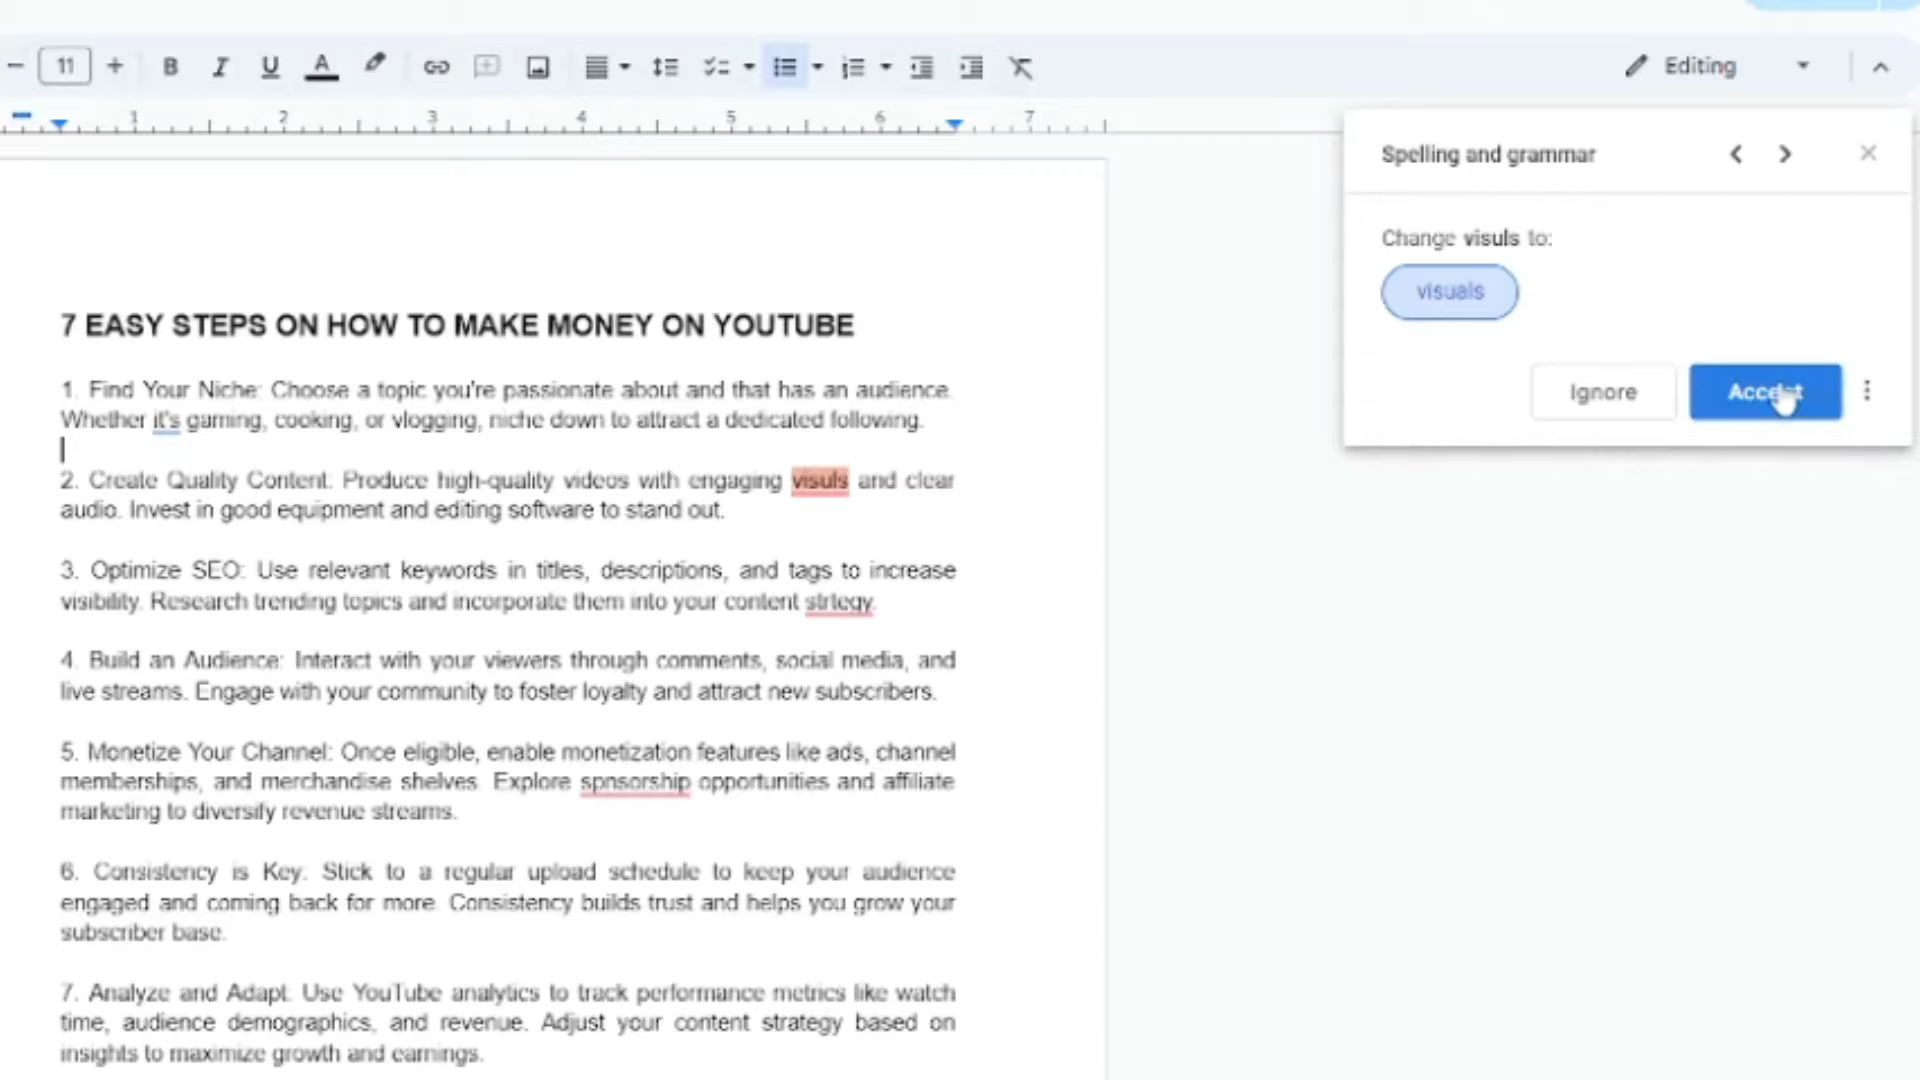 11
B I U A
Editing
1 2 3 4 5 6 7
Spelling and grammar
Change visuls to:
visuals
Ignore
Accept
7 EASY STEPS ON HOW TO MAKE MONEY ON YOUTUBE
1. Find Your Niche: Choose a topic you're passionate about and that has an audience.
Whether it's gaming, cooking, or vlogging, niche down to attract a dedicated following.
2. Create Quality Content: Produce high-quality videos with engaging visuls and clear
audio. Invest in good equipment and editing software to stand out.
3. Optimize SEO: Use relevant keywords in titles, descriptions, and tags to increase
visibility. Research trending topics and incorporate them into your content strtegy.
4. Build an Audience: Interact with your viewers through comments, social media, and
live streams. Engage with your community to foster loyalty and attract new subscribers.
5. Monetize Your Channel: Once eligible, enable monetization features like ads, channel
memberships, and merchandise shelves. Explore spnsorship opportunities and affiliate
marketing to diversify revenue streams.
6. Consistency is Key: Stick to a regular upload schedule to keep your audience
engaged and coming back for more. Consistency builds trust and helps you grow your
subscriber base.
7. Analyze and Adapt: Use YouTube analytics to track performance metrics like watch
time, audience demographics, and revenue. Adjust your content strategy based on
insights to maximize growth and earnings.